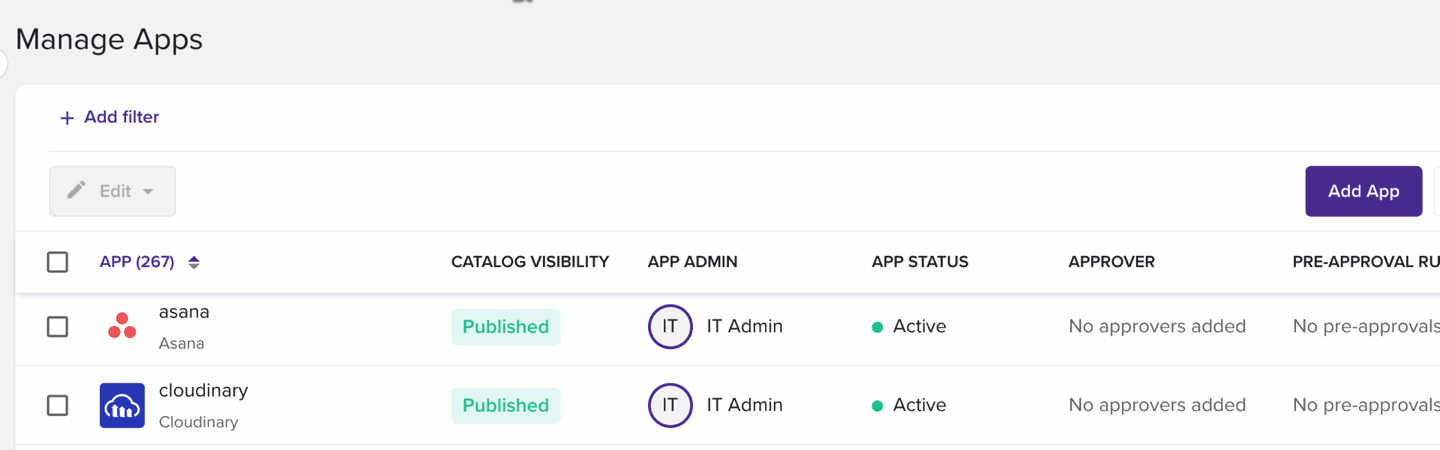 Manage Apps
+ Add filter
Edit
Add App
APP (267) CATALOG VISIBILITY APP ADMIN APP STATUS APPROVER PRE-APPROVAL RU
asana
Asana
Published IT IT Admin Active No approvers added No pre-approvals
cloudinary
Cloudinary
Published IT IT Admin Active No approvers added No pre-approvals